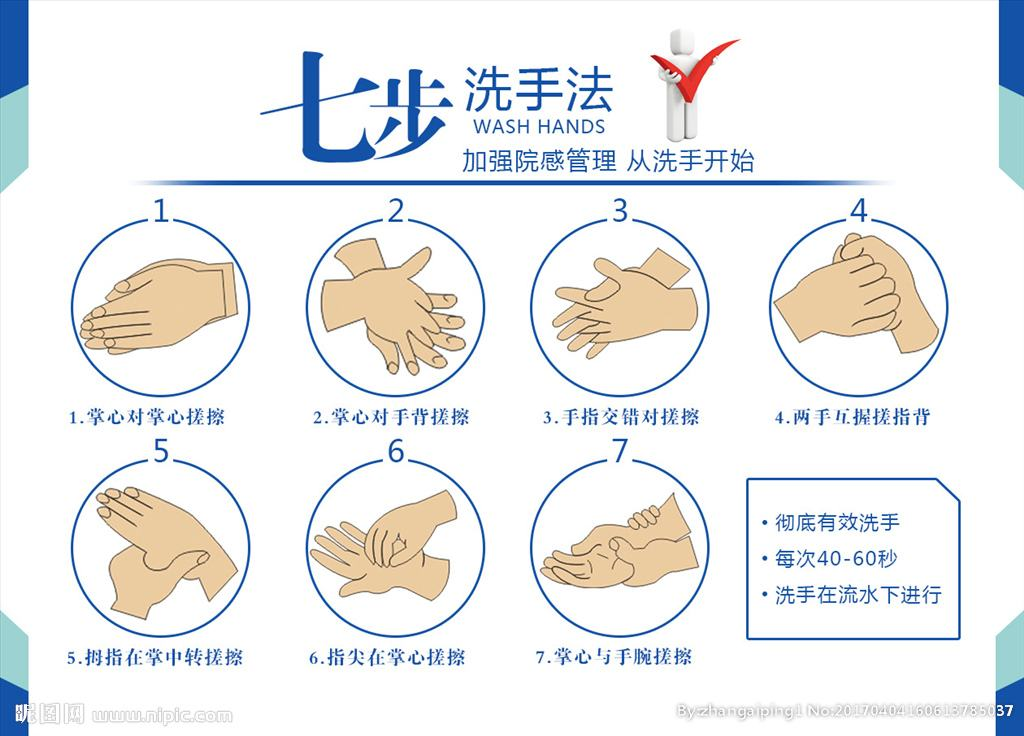 七步洗手法
WASH HANDS
加强院感管理 从洗手开始
1
2
3
4
1.掌心对掌心搓擦
2.掌心对手背搓擦
3.手指交错对搓擦
4.两手互握搓指背
5
6
7
5.拇指在掌中转搓擦
6.指尖在掌心搓擦
7.掌心与手腕搓擦
•彻底有效洗手
•每次40-60秒
•洗手在流水下进行
昵图网 www.nipic.com
By:zhangaiping1 No:20170404160613785037